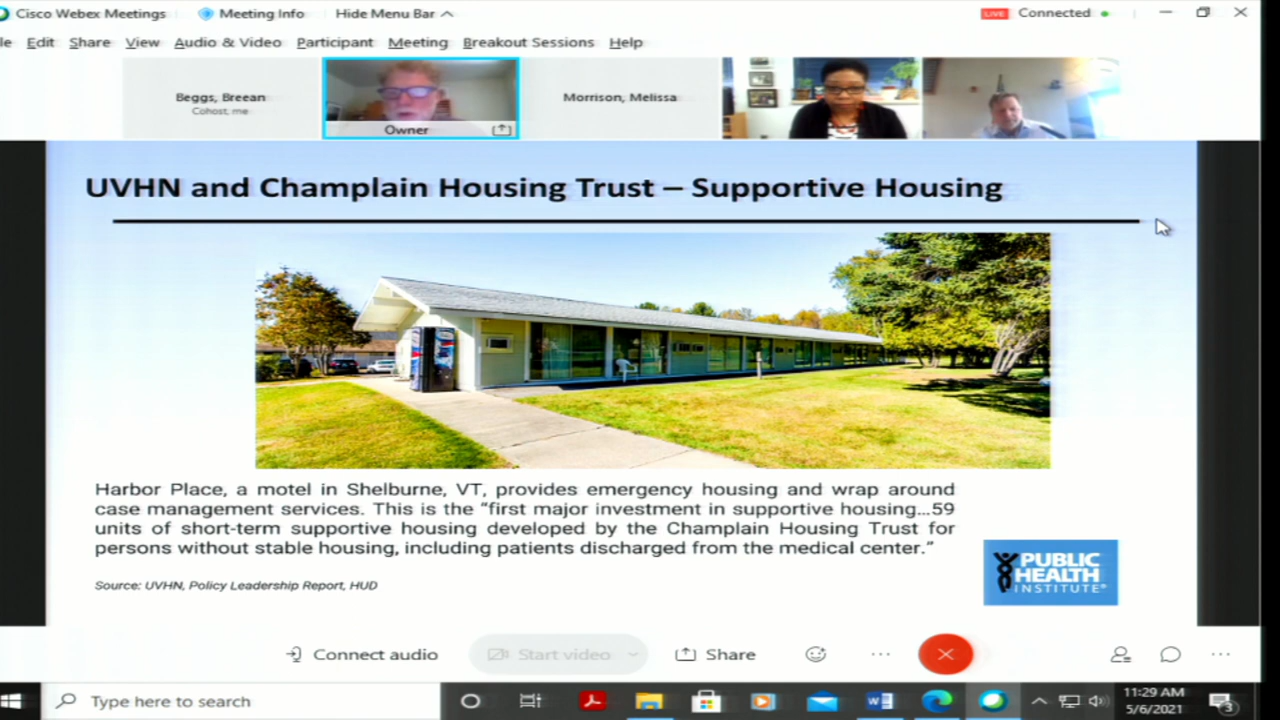 Cisco Webex Meetings
Meeting Info
Hide Menu Bar
LIVE
Connected
le Edit Share View Audio & Video Participant Meeting Breakout Sessions Help
Beggs, Breean
Cohost, me
Owner
Morrison, Melissa
UVHN and Champlain Housing Trust – Supportive Housing
Harbor Place, a motel in Shelburne, VT, provides emergency housing and wrap around
case management services. This is the “first major investment in supportive housing…59
units of short-term supportive housing developed by the Champlain Housing Trust for
persons without stable housing, including patients discharged from the medical center.”
Source: UVHN, Policy Leadership Report, HUD
PUBLIC
HEALTH
INSTITUTE®
Connect audio
Start video
Share
Type here to search
11:29 AM
5/6/2021
3